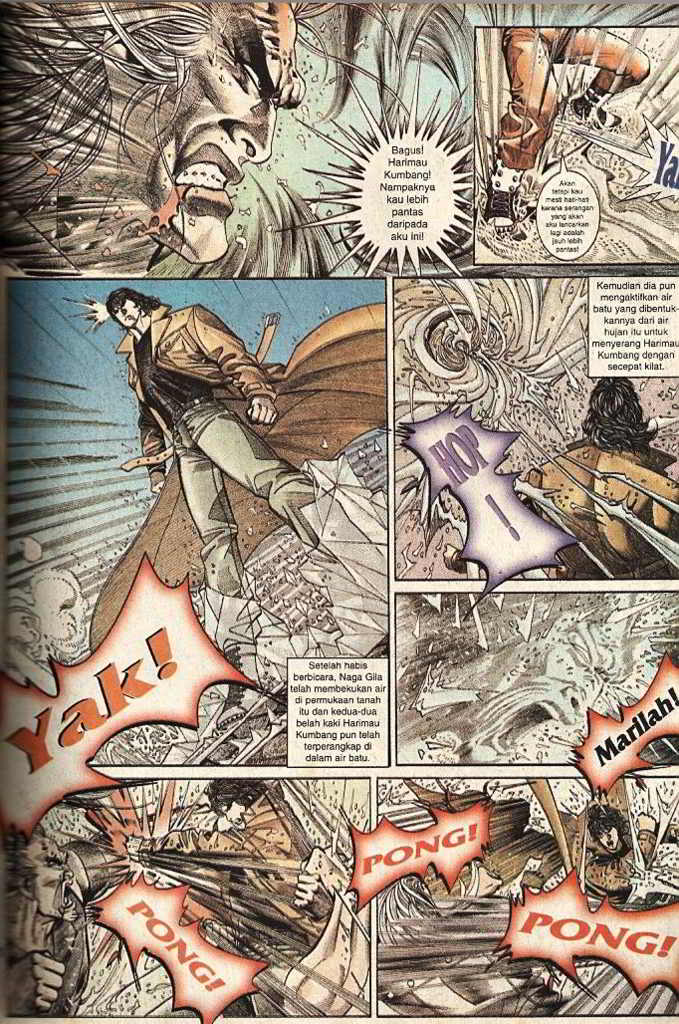 Bagus!
Harimau
Kumbang!
Nampaknya
kau lebih
pantas
daripada
aku ini!
Akan
tetapi kau
mesti hati-hati
kerana serangan
yang akan
aku lancarkan
lagi adalah
jauh lebih
pantas!
Kemudian dia pun
mengaktifkan air
batu yang dibentuk-
kannya dari air
hujan itu untuk
menyerang Harimau
Kumbang dengan
secepat kilat.
HOP
!
Yak!
Setelah habis
berbicara, Naga Gila
telah membekukan air
di permukaan tanah
itu dan kedua-dua
belah kaki Harimau
Kumbang pun telah
terperangkap di
dalam air batu.
Marilah!
PONG!
PONG!
PONG!
PONG!